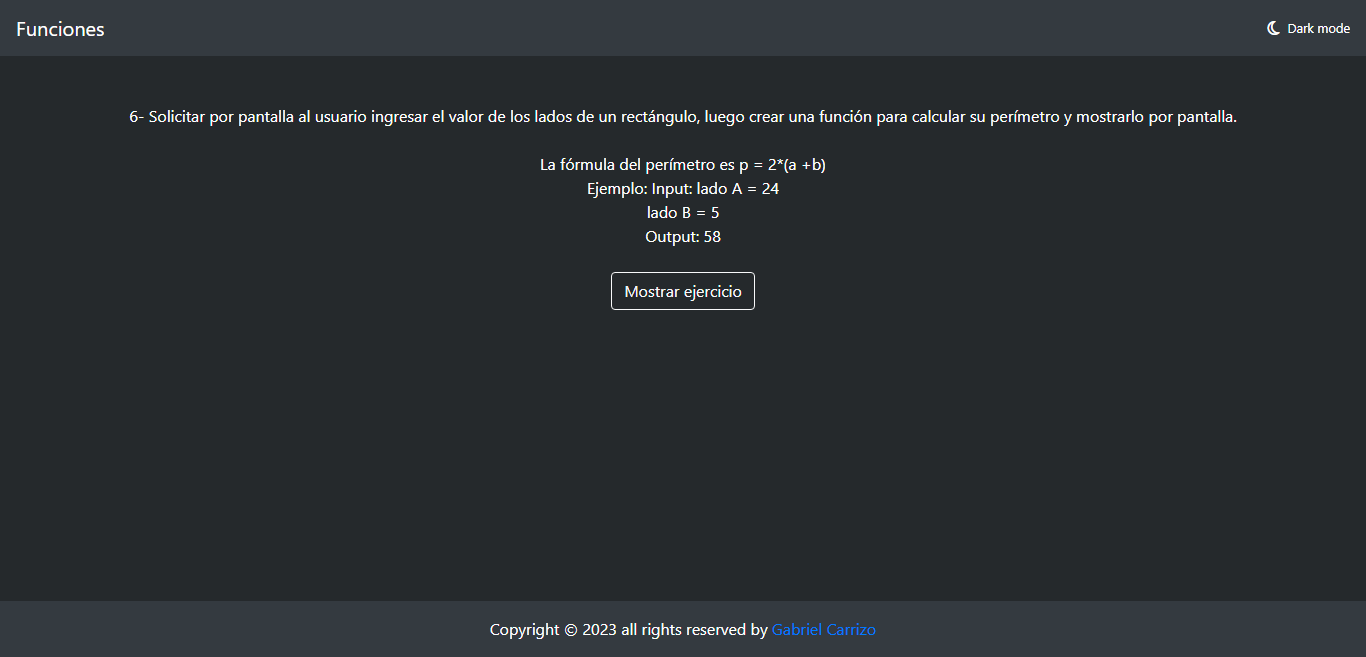 Funciones
Dark mode
6- Solicitar por pantalla al usuario ingresar el valor de los lados de un rectángulo, luego crear una función para calcular su perímetro y mostrarlo por pantalla.
La fórmula del perímetro es p = 2*(a +b)
Ejemplo: Input: lado A = 24
lado B = 5
Output: 58
Mostrar ejercicio
Copyright © 2023 all rights reserved by Gabriel Carrizo